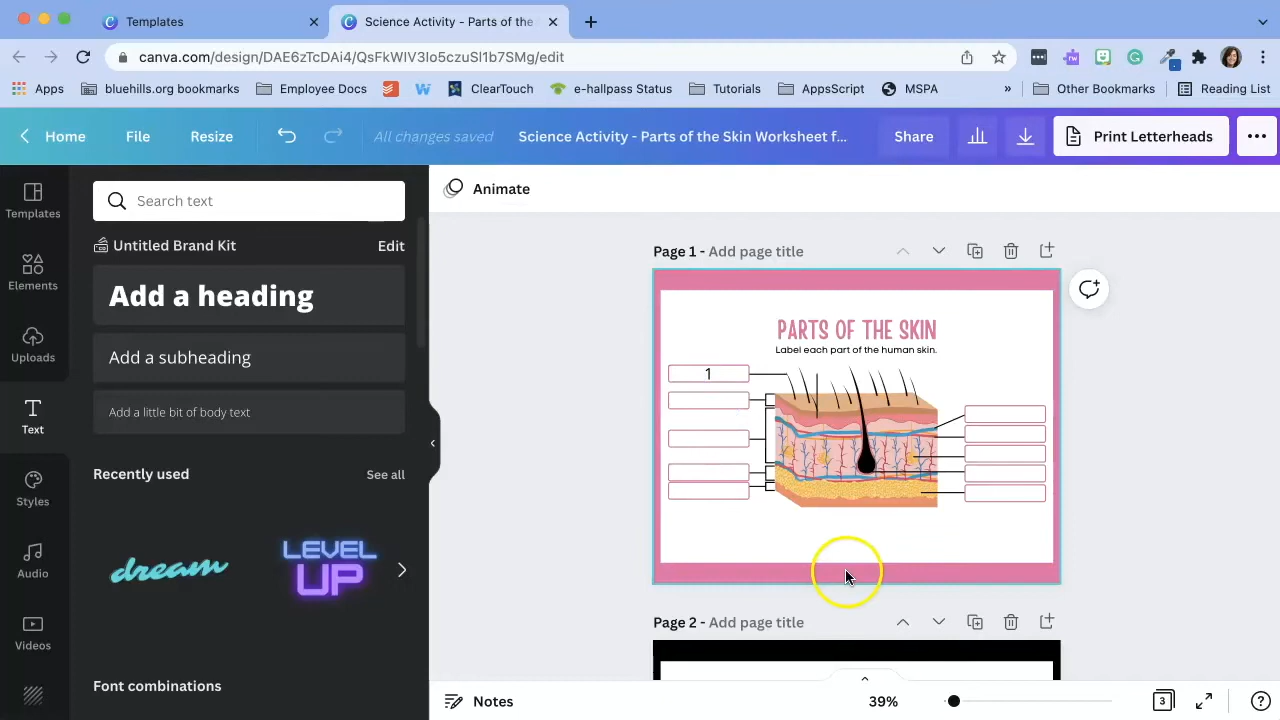 Templates
Science Activity - Parts of the
canva.com/design/DAE6zTcDAi4/QsFkWIV3Io5czuSl1b7SMg/edit
Apps
bluehills.org bookmarks
Employee Docs
ClearTouch
e-hallpass Status
Tutorials
AppsScript
MSPA
»
Other Bookmarks
Reading List
Home
File
Resize
All changes saved
Science Activity - Parts of the Skin Worksheet f...
Share
Print Letterheads
Templates
Elements
Uploads
Text
Styles
Audio
Videos
Search text
Untitled Brand Kit
Edit
Add a heading
Add a subheading
Add a little bit of body text
Recently used
See all
dream
LEVEL
UP
Font combinations
Animate
Page 1 - Add page title
PARTS OF THE SKIN
Label each part of the human skin.
1
Page 2 - Add page title
Notes
39%
3